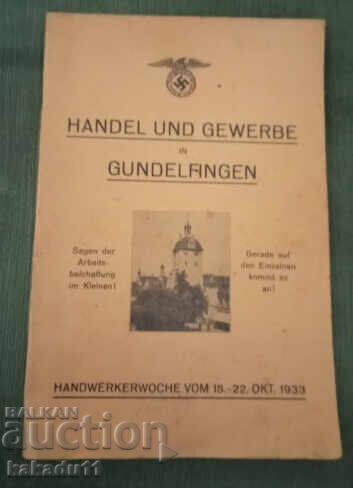 HANDEL UND GEWERBE
IN
GUNDELFINGEN
Segen der
Arbeits-
beschaffung
im Kleinen!
Gerade auf
den Einzelnen
kommt es
an!
HANDWERKERWOCHE VOM 15.-22. OKT. 1933
BALKAN
auction
kakadu11